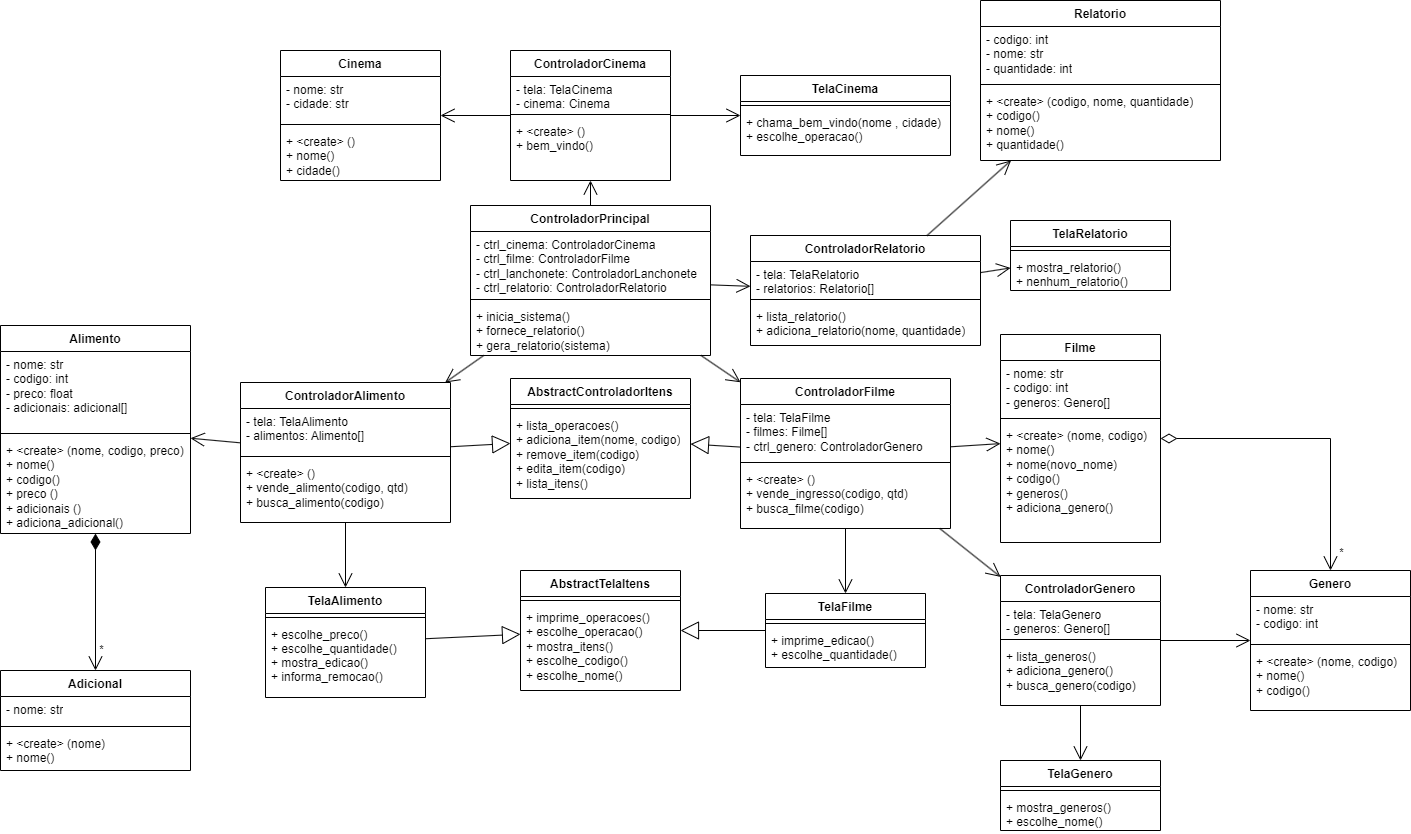 Relatorio
- codigo: int
- nome: str
- quantidade: int
+ <create> (codigo, nome, quantidade)
+ codigo()
+ nome()
+ quantidade()
Cinema
- nome: str
- cidade: str
+ <create> ()
+ nome()
+ cidade()
ControladorCinema
- tela: TelaCinema
- cinema: Cinema
+ <create> ()
+ bem_vindo()
TelaCinema
+ chama_bem_vindo(nome , cidade)
+ escolhe_operacao()
ControladorPrincipal
- ctrl_cinema: ControladorCinema
- ctrl_filme: ControladorFilme
- ctrl_lanchonete: ControladorLanchonete
- ctrl_relatorio: ControladorRelatorio
+ inicia_sistema()
+ fornece_relatorio()
+ gera_relatorio(sistema)
ControladorRelatorio
- tela: TelaRelatorio
- relatorios: Relatorio[]
+ lista_relatorio()
+ adiciona_relatorio(nome, quantidade)
TelaRelatorio
+ mostra_relatorio()
+ nenhum_relatorio()
Alimento
- nome: str
- codigo: int
- preco: float
- adicionais: adicional[]
+ <create> (nome, codigo, preco)
+ nome()
+ codigo()
+ preco ()
+ adicionais ()
+ adiciona_adicional()
ControladorAlimento
- tela: TelaAlimento
- alimentos: Alimento[]
+ <create> ()
+ vende_alimento(codigo, qtd)
+ busca_alimento(codigo)
AbstractControladorItens
+ lista_operacoes()
+ adiciona_item(nome, codigo)
+ remove_item(codigo)
+ edita_item(codigo)
+ lista_itens()
ControladorFilme
- tela: TelaFilme
- filmes: Filme[]
- ctrl_genero: ControladorGenero
+ <create> ()
+ vende_ingresso(codigo, qtd)
+ busca_filme(codigo)
Filme
- nome: str
- codigo: int
- generos: Genero[]
+ <create> (nome, codigo)
+ nome()
+ nome(novo_nome)
+ codigo()
+ generos()
+ adiciona_genero()
*
*
TelaAlimento
+ escolhe_preco()
+ escolhe_quantidade()
+ mostra_edicao()
+ informa_remocao()
AbstractTelaItens
+ imprime_operacoes()
+ escolhe_operacao()
+ mostra_itens()
+ escolhe_codigo()
+ escolhe_nome()
TelaFilme
+ imprime_edicao()
+ escolhe_quantidade()
ControladorGenero
- tela: TelaGenero
- generos: Genero[]
+ lista_generos()
+ adiciona_genero()
+ busca_genero(codigo)
Genero
- nome: str
- codigo: int
+ <create> (nome, codigo)
+ nome()
+ codigo()
Adicional
- nome: str
+ <create> (nome)
+ nome()
TelaGenero
+ mostra_generos()
+ escolhe_nome()